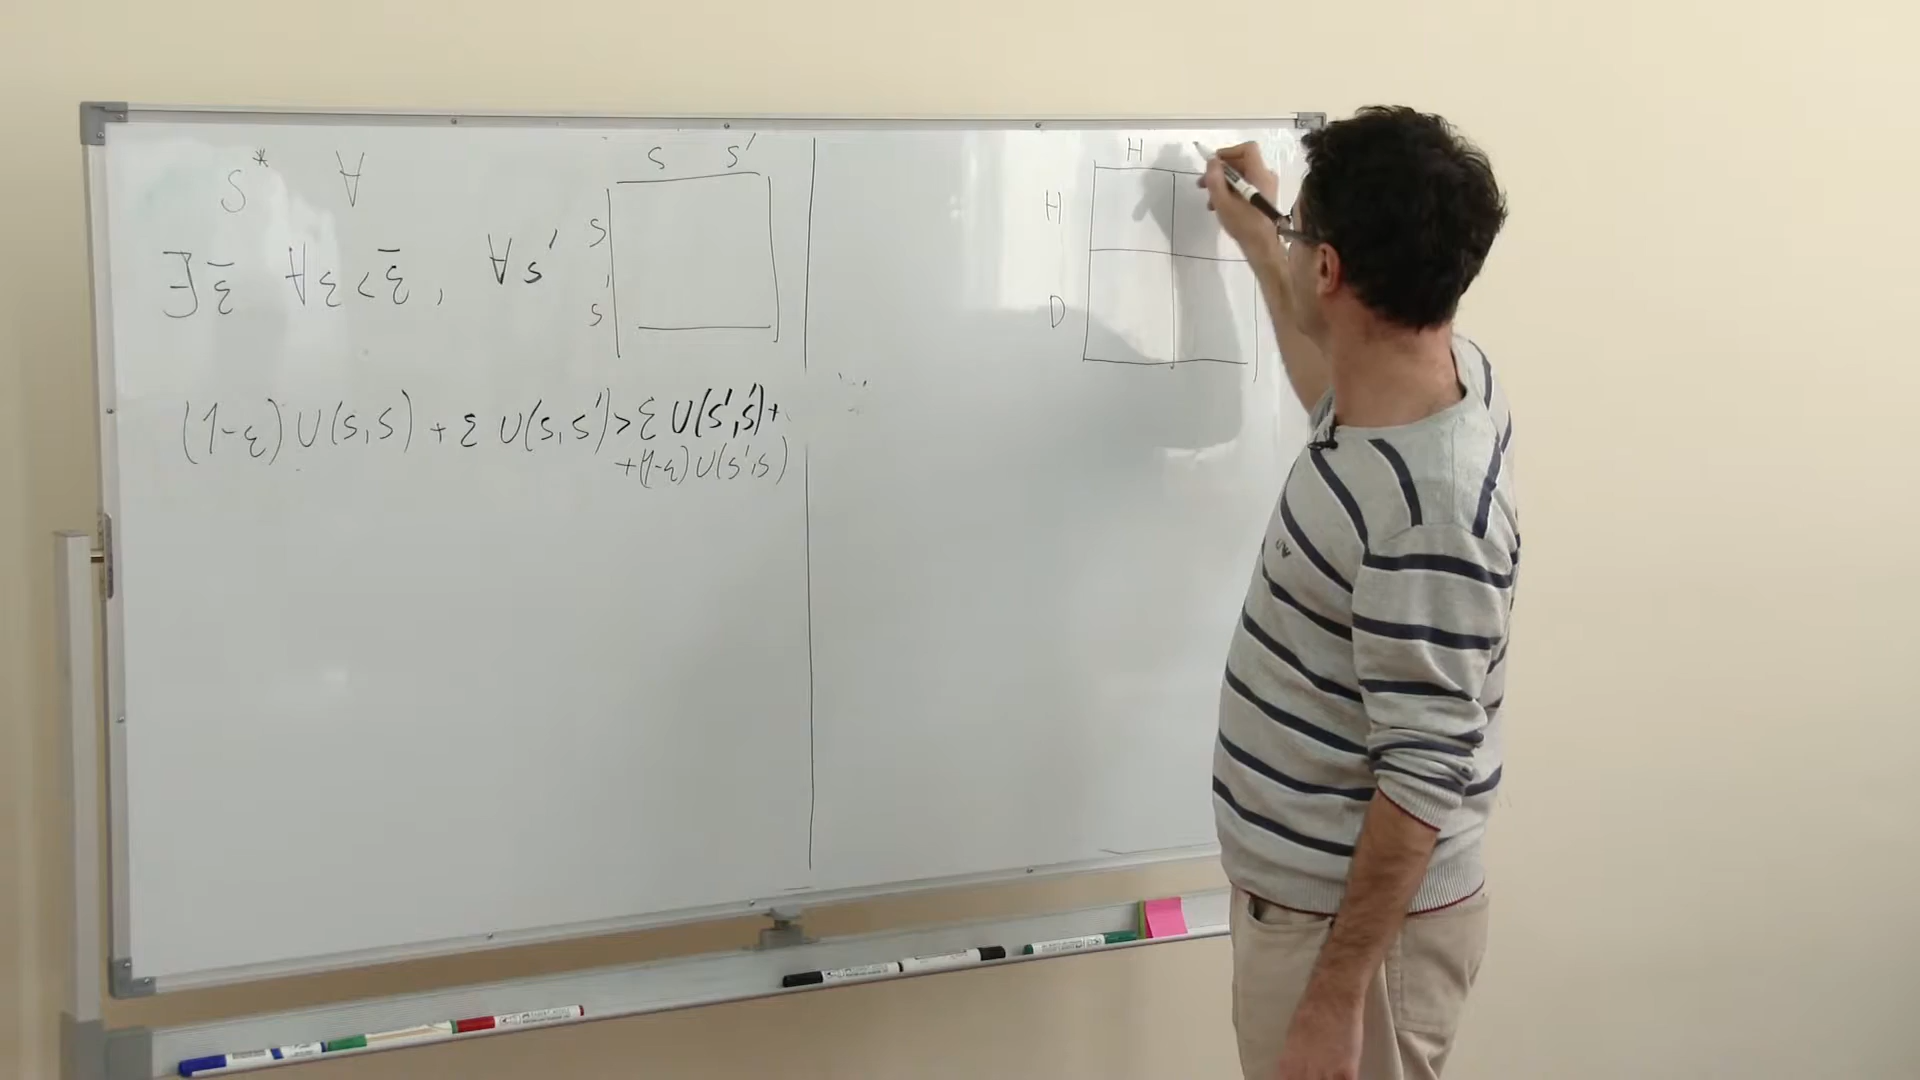 S* ∀
∃ε̄ ∀ε<ε̄, ∀s'
s s'
s
s'
(1-ε)U(s,s) + ε U(s,s') > ε U(s',s') +
+(1-ε)U(s',s)
H
H
D